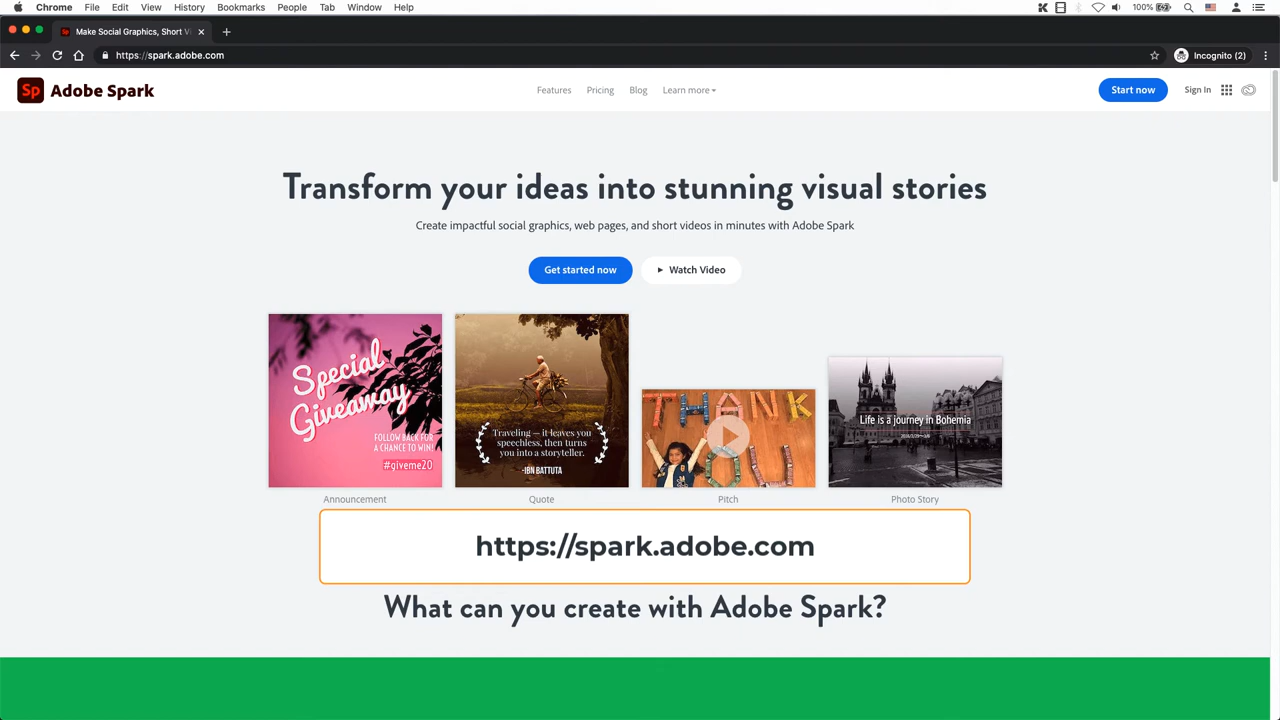 Chrome File Edit View History Bookmarks People Tab Window Help 100%
Make Social Graphics, Short Vi
https://spark.adobe.com Incognito (2)
Sp Adobe Spark Features Pricing Blog Learn more Start now Sign In
Transform your ideas into stunning visual stories
Create impactful social graphics, web pages, and short videos in minutes with Adobe Spark
Get started now Watch Video
Special
Giveaway
FOLLOW BACK FOR
A CHANCE TO WIN!
#giveme20
Traveling — it leaves you
speechless, then turns
you into a storyteller.
-IBN BATTUTA
THANK
YOU
Life is a journey in Bohemia
Announcement Quote Pitch Photo Story
https://spark.adobe.com
What can you create with Adobe Spark?